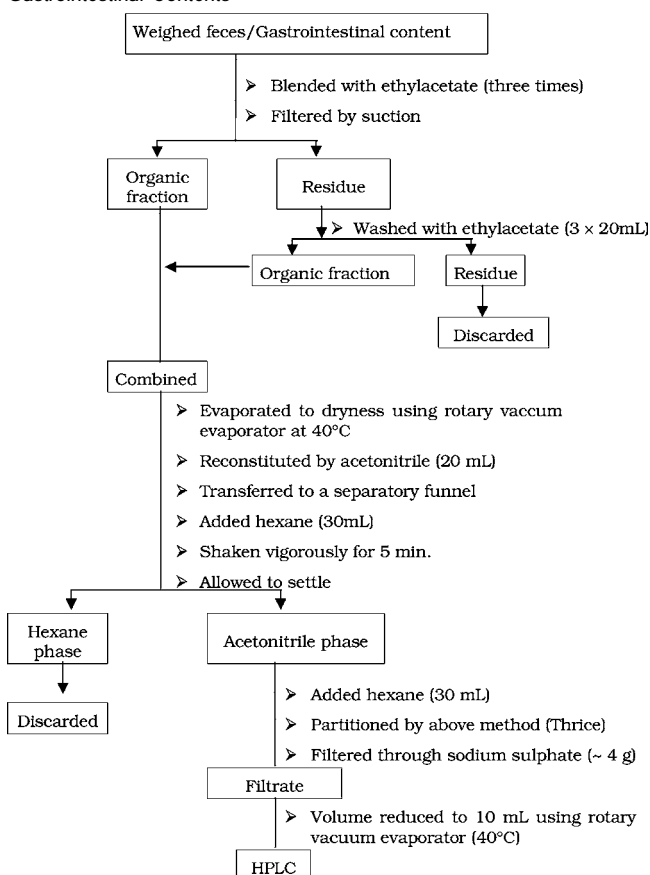 Gastrointestinal Contents
Weighed feces/Gastrointestinal content
➢ Blended with ethylacetate (three times)
➢ Filtered by suction
Organic
fraction
Residue
➢ Washed with ethylacetate (3 × 20mL)
Organic fraction
Residue
Discarded
Combined
➢ Evaporated to dryness using rotary vaccum
evaporator at 40°C
➢ Reconstituted by acetonitrile (20 mL)
➢ Transferred to a separatory funnel
➢ Added hexane (30mL)
➢ Shaken vigorously for 5 min.
➢ Allowed to settle
Hexane
phase
Acetonitrile phase
Discarded
➢ Added hexane (30 mL)
➢ Partitioned by above method (Thrice)
➢ Filtered through sodium sulphate (~ 4 g)
Filtrate
➢ Volume reduced to 10 mL using rotary
vacuum evaporator (40°C)
HPLC